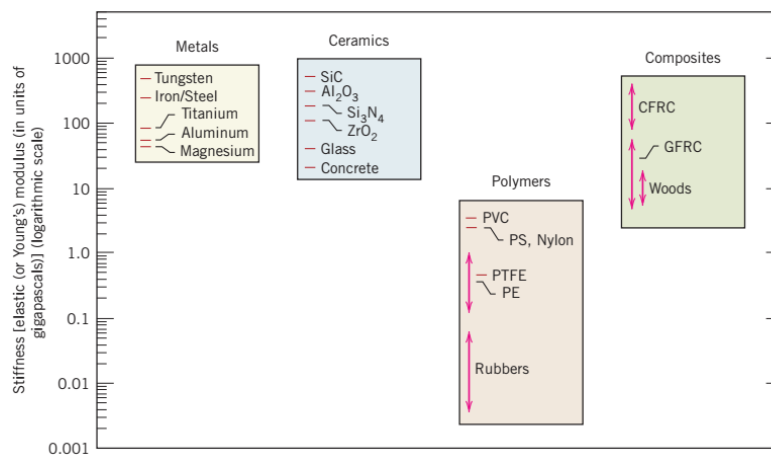 Stiffness [elastic (or Young's) modulus (in units of
gigapascals)] (logarithmic scale)
1000
100
10
1.0
0.1
0.01
0.001
Metals
Tungsten
Iron/Steel
Titanium
Aluminum
Magnesium
Ceramics
SiC
Al₂O₃
Si₃N₄
ZrO₂
Glass
Concrete
Polymers
PVC
PS, Nylon
PTFE
PE
Rubbers
Composites
CFRC
GFRC
Woods